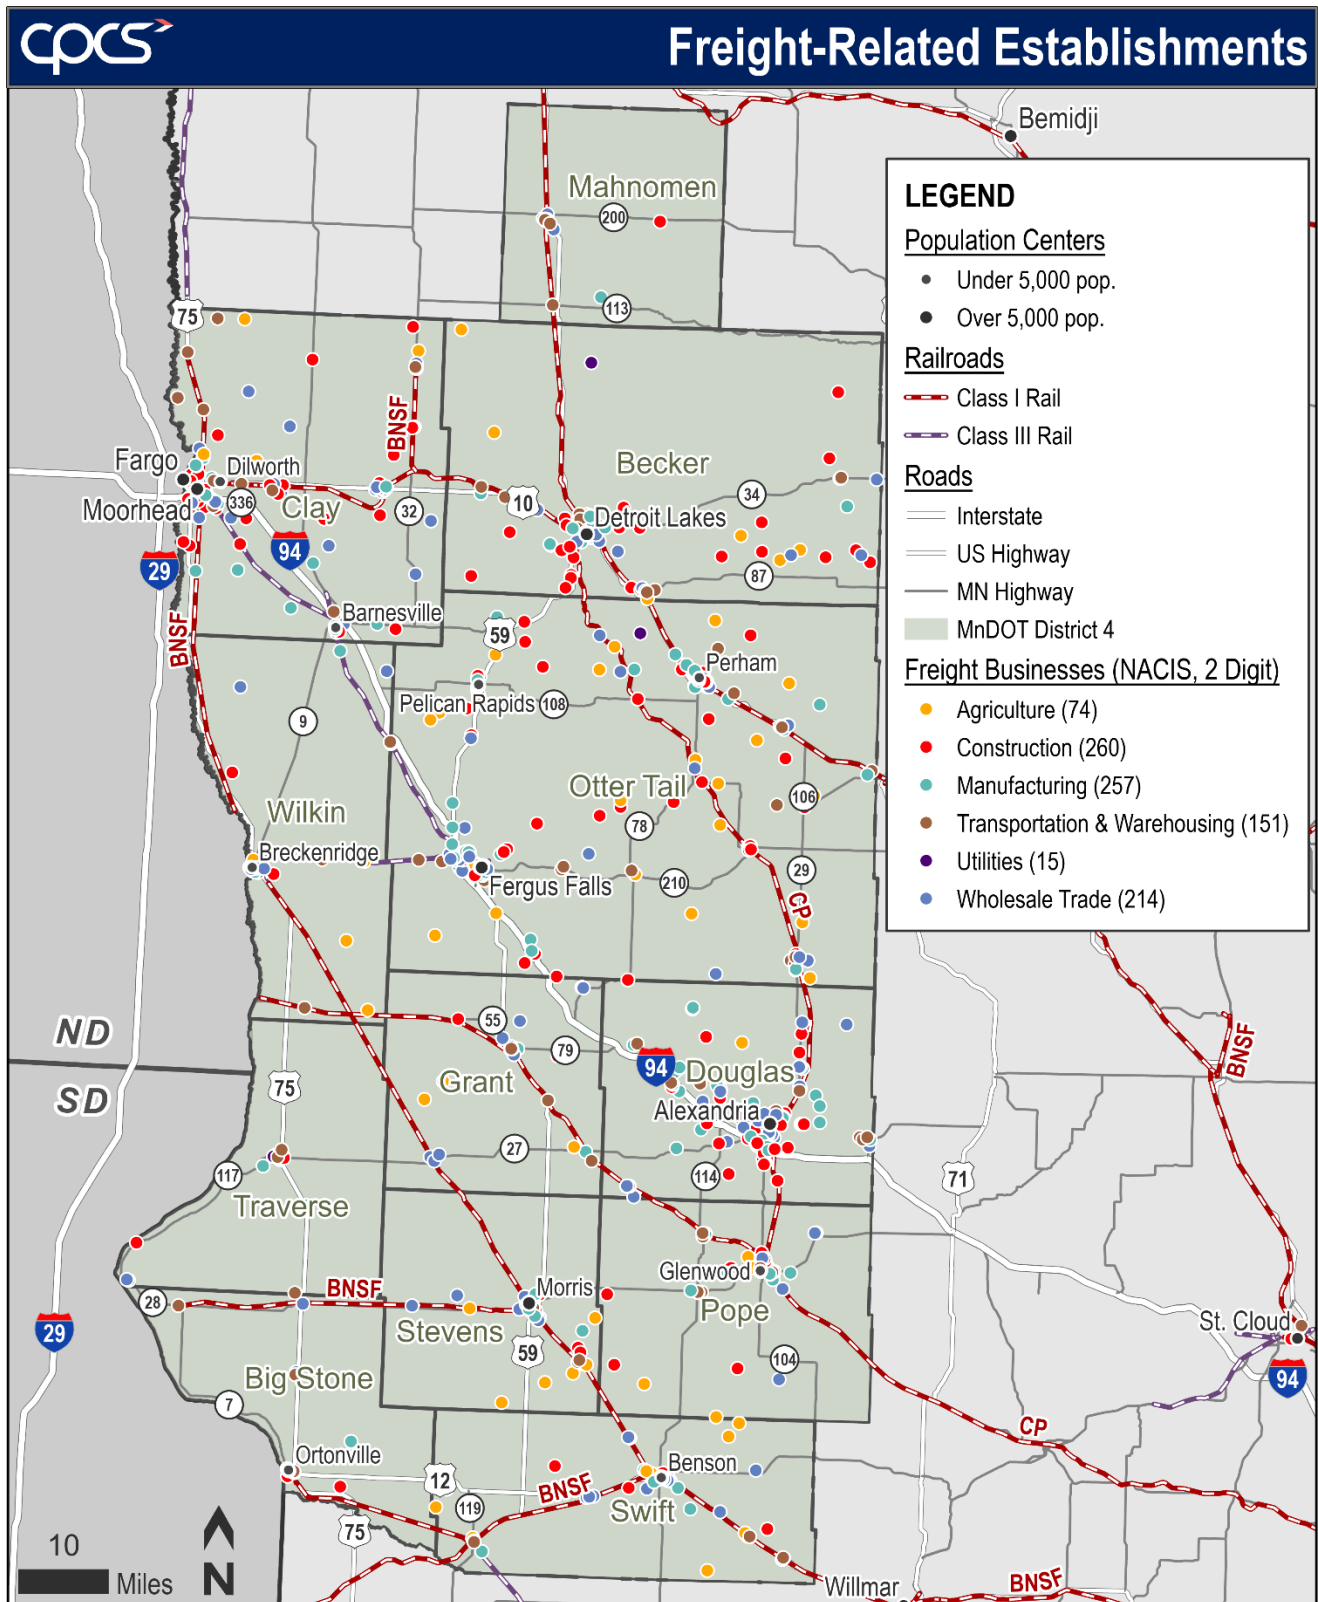 cpcs
Freight-Related Establishments
Bemidji
LEGEND
Population Centers
Under 5,000 pop.
Over 5,000 pop.
Railroads
Class I Rail
Class III Rail
Roads
Interstate
US Highway
MN Highway
MnDOT District 4
Freight Businesses (NACIS, 2 Digit)
Agriculture (74)
Construction (260)
Manufacturing (257)
Transportation & Warehousing (151)
Utilities (15)
Wholesale Trade (214)
Mahnomen
200
113
75
BNSF
Becker
Fargo
Dilworth
34
336
Clay
32
10
Detroit Lakes
Moorhead
94
29
87
Barnesville
59
BNSF
Perham
Pelican Rapids
108
9
Otter Tail
106
Wilkin
78
Breckenridge
29
210
Fergus Falls
CP
ND
55
79
94
Douglas
BNSF
Grant
SD
75
Alexandria
27
117
114
71
Traverse
Glenwood
Morris
28
BNSF
Pope
Stevens
St. Cloud
29
59
104
94
Big Stone
7
CP
Ortonville
Benson
12
BNSF
119
Swift
75
10
Miles
N
Willmar
BNSF